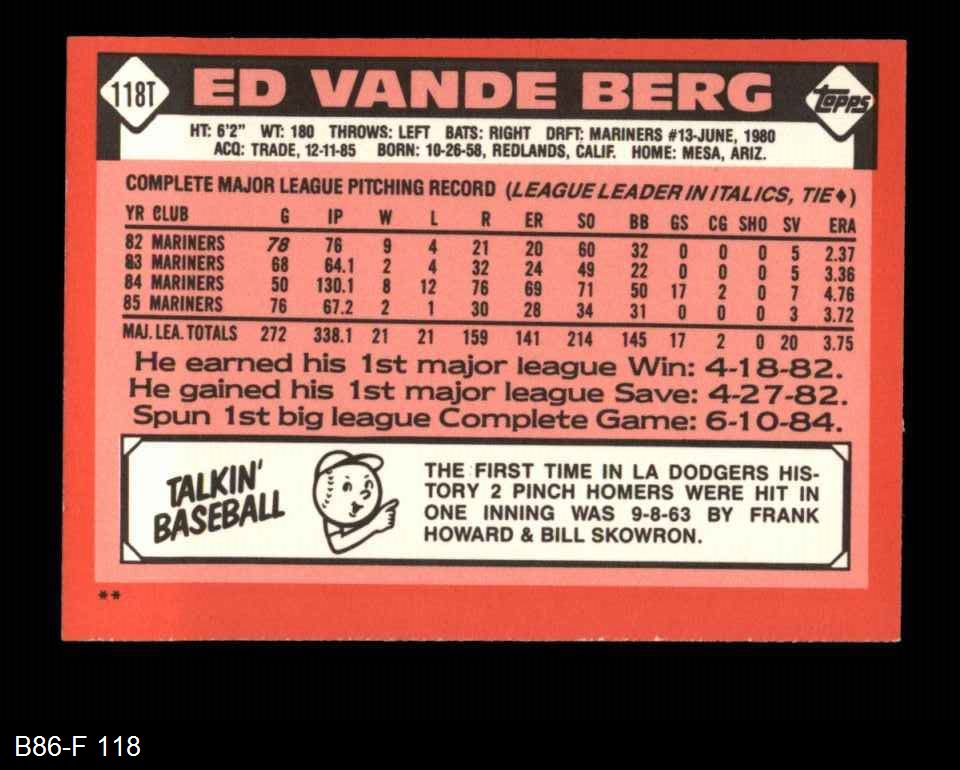 118T
ED VANDE BERG
topps
HT: 6'2" WT: 180 THROWS: LEFT BATS: RIGHT DRFT: MARINERS #13-JUNE, 1980
ACQ: TRADE, 12-11-85 BORN: 10-26-58, REDLANDS, CALIF. HOME: MESA, ARIZ.
COMPLETE MAJOR LEAGUE PITCHING RECORD (LEAGUE LEADER IN ITALICS, TIE♦)
YR CLUB G IP W L R ER SO BB GS CG SHO SV ERA
82 MARINERS 78 76 9 4 21 20 60 32 0 0 0 5 2.37
83 MARINERS 68 64.1 2 4 32 24 49 22 0 0 0 5 3.36
84 MARINERS 50 130.1 8 12 76 69 71 50 17 2 0 7 4.76
85 MARINERS 76 67.2 2 1 30 28 34 31 0 0 0 3 3.72
MAJ. LEA. TOTALS 272 338.1 21 21 159 141 214 145 17 2 0 20 3.75
He earned his 1st major league Win: 4-18-82.
He gained his 1st major league Save: 4-27-82.
Spun 1st big league Complete Game: 6-10-84.
TALKIN'
BASEBALL
THE FIRST TIME IN LA DODGERS HIS-
TORY 2 PINCH HOMERS WERE HIT IN
ONE INNING WAS 9-8-63 BY FRANK
HOWARD & BILL SKOWRON.
**
B86-F 118